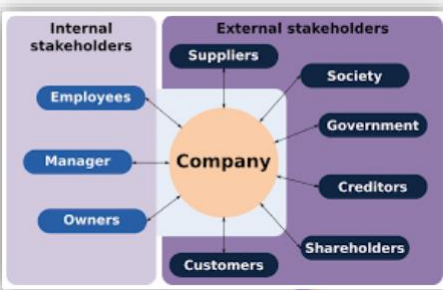 Internal
stakeholders
External stakeholders
Suppliers
Society
Employees
Government
Manager
Company
Creditors
Owners
Shareholders
Customers